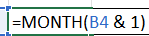 =MONTH(B4 & 1)